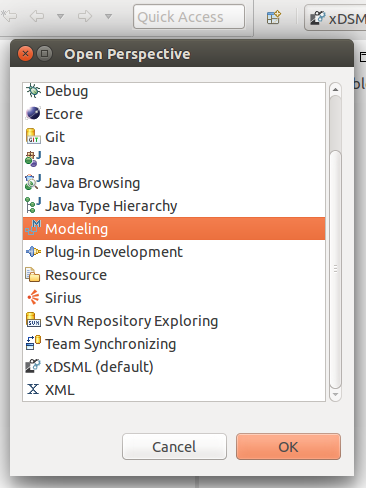 Quick Access
xDSML
Open Perspective
Debug
Ecore
Git
Java
Java Browsing
Java Type Hierarchy
Modeling
Plug-in Development
Resource
Sirius
SVN Repository Exploring
Team Synchronizing
xDSML (default)
XML
Cancel
OK